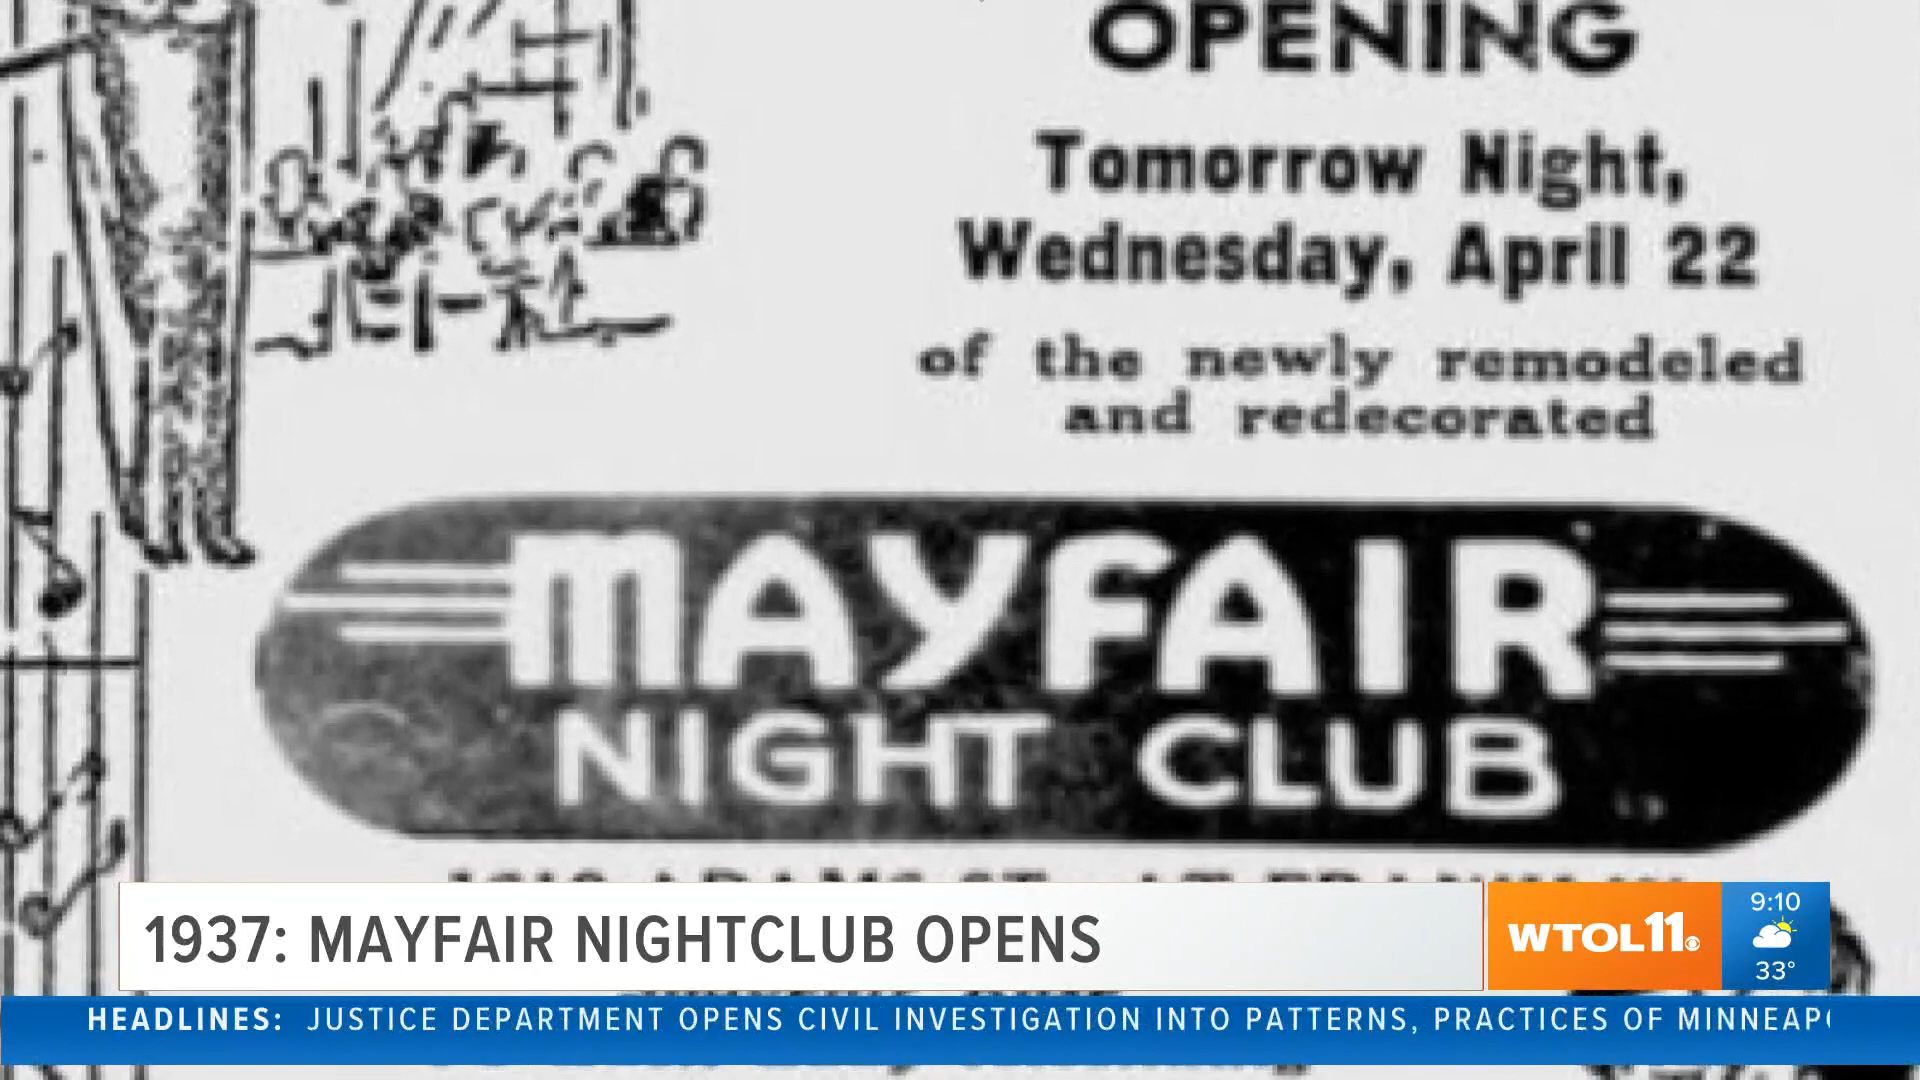 OPENING
Tomorrow Night,
Wednesday, April 22
of the newly remodeled
and redecorated
MAYFAIR
NIGHT CLUB
1937: MAYFAIR NIGHTCLUB OPENS
WTOL11
9:10
33°
HEADLINES: JUSTICE DEPARTMENT OPENS CIVIL INVESTIGATION INTO PATTERNS, PRACTICES OF MINNEAP